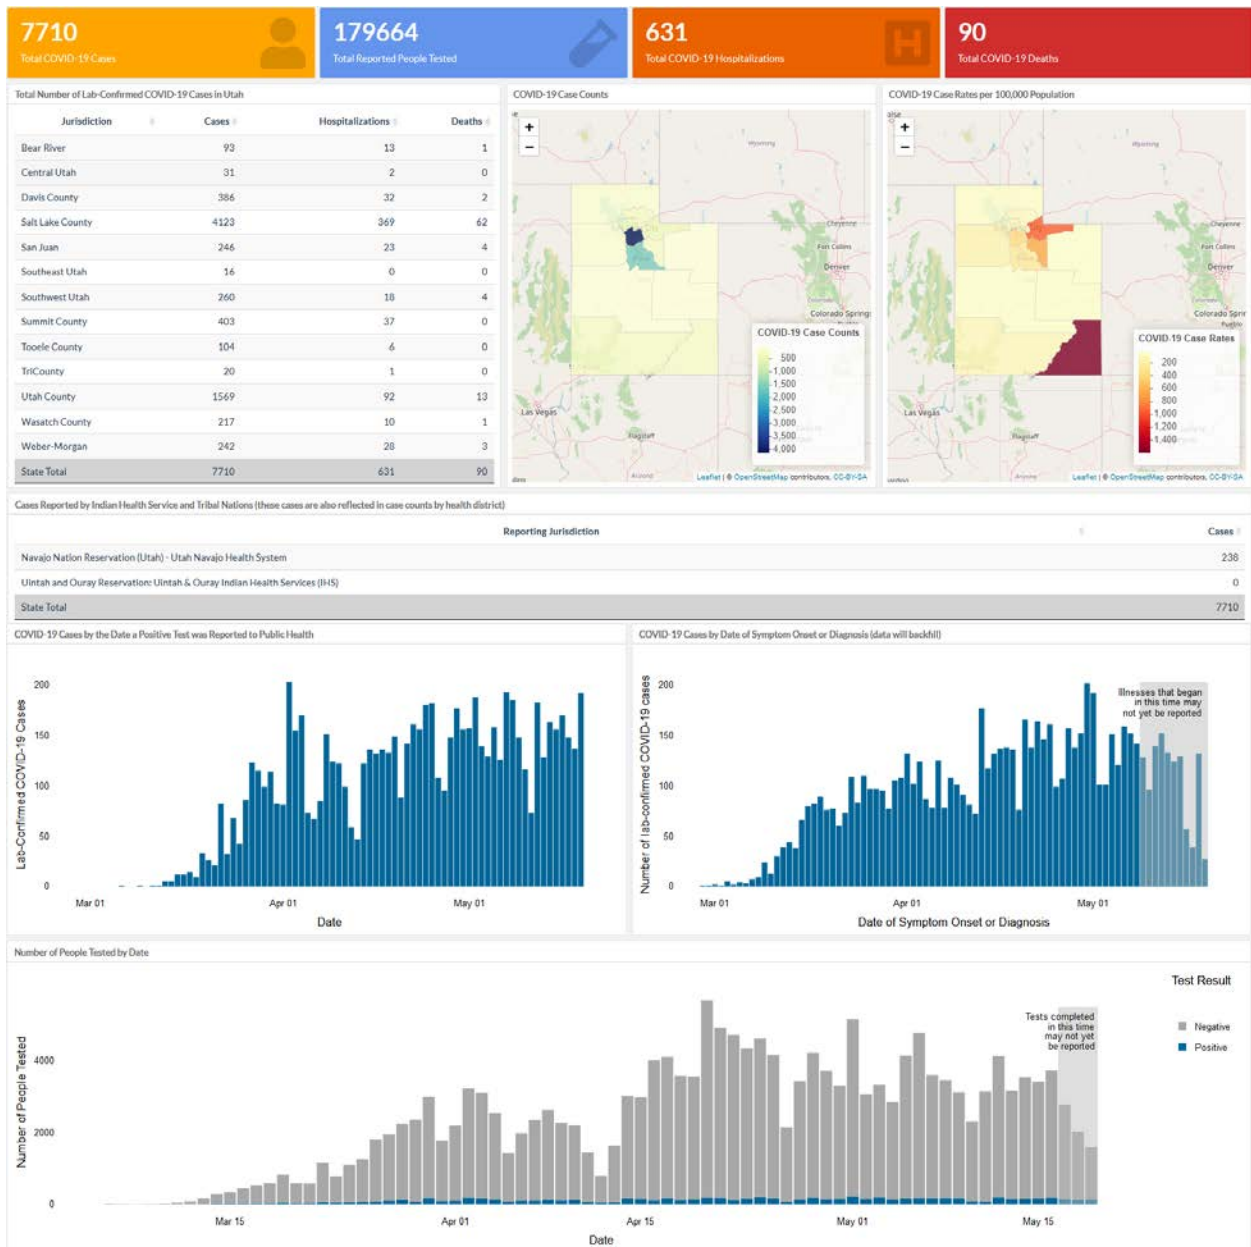 7710
Total COVID-19 Cases
179664
Total Reported People Tested
631
Total COVID-19 Hospitalizations
90
Total COVID-19 Deaths
Total Number of Lab-Confirmed COVID-19 Cases in Utah
Jurisdiction Cases Hospitalizations Deaths
Bear River 93 13 1
Central Utah 31 2 0
Davis County 386 32 2
Salt Lake County 4123 369 62
San Juan 246 23 4
Southeast Utah 16 0 0
Southwest Utah 260 18 4
Summit County 403 37 0
Tooele County 104 6 0
TriCounty 20 1 0
Utah County 1569 92 13
Wasatch County 217 10 1
Weber-Morgan 242 28 3
State Total 7710 631 90
COVID-19 Case Counts
+
−
Wyoming
Cheyenne
Fort Collins
Denver
Colorado
Colorado Springs
Pueblo
Las Vegas
Flagstaff
Arizona
COVID-19 Case Counts
500
1,000
1,500
2,000
2,500
3,000
3,500
4,000
Leaflet | © OpenStreetMap contributors, CC-BY-SA
COVID-19 Case Rates per 100,000 Population
+
−
Wyoming
Cheyenne
Fort Collins
Denver
Colorado
Colorado Spri
Pueblo
Las Vegas
Flagstaff
Arizona
COVID-19 Case Rates
200
400
600
800
1,000
1,200
1,400
Leaflet | © OpenStreetMap contributors, CC-BY-SA
Cases Reported by Indian Health Service and Tribal Nations (these cases are also reflected in case counts by health district)
Reporting Jurisdiction Cases
Navajo Nation Reservation (Utah) - Utah Navajo Health System 238
Uintah and Ouray Reservation: Uintah & Ouray Indian Health Services (IHS) 0
State Total 7710
COVID-19 Cases by the Date a Positive Test was Reported to Public Health
Lab-Confirmed COVID-19 Cases
200
150
100
50
0
Mar 01 Apr 01 May 01
Date
COVID-19 Cases by Date of Symptom Onset or Diagnosis (data will backfill)
Number of lab-confirmed COVID-19 cases
200
150
100
50
0
Illnesses that began
in this time may
not yet be reported
Mar 01 Apr 01 May 01
Date of Symptom Onset or Diagnosis
Number of People Tested by Date
Number of People Tested
4000
2000
0
Tests completed
in this time
may not yet
be reported
Test Result
Negative
Positive
Mar 15 Apr 01 Apr 15 May 01 May 15
Date